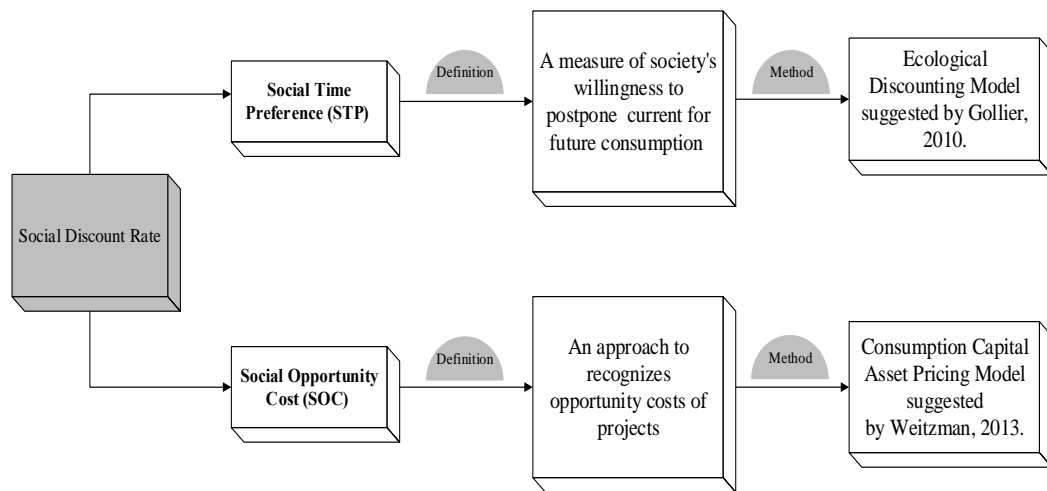 Social Discount Rate
Social Time
Preference (STP)
Definition
A measure of society's
willingness to
postpone current for
future consumption
Method
Ecological
Discounting Model
suggested by Gollier,
2010.
Social Opportunity
Cost (SOC)
Definition
An approach to
recognizes
opportunity costs of
projects
Method
Consumption Capital
Asset Pricing Model
suggested
by Weitzman, 2013.